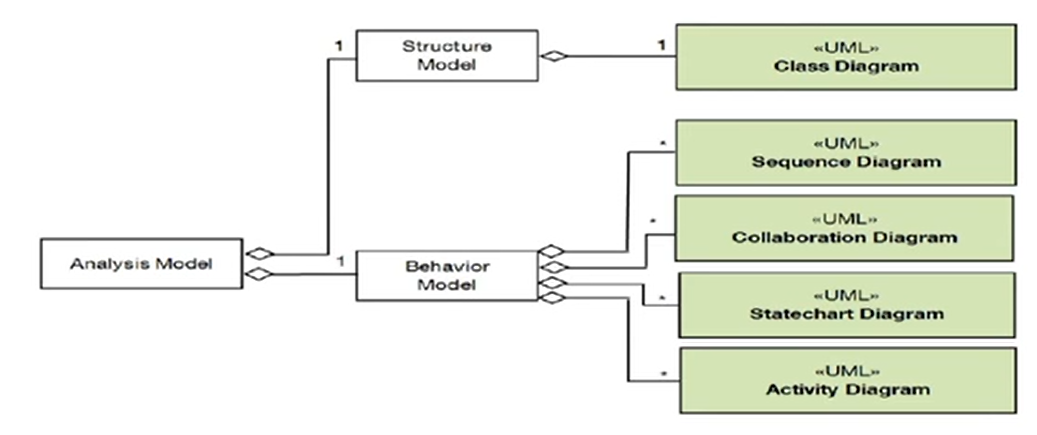 1
Structure
Model
1
«UML»
Class Diagram
*
«UML»
Sequence Diagram
*
«UML»
Collaboration Diagram
Analysis Model
1
Behavior
Model
*
«UML»
Statechart Diagram
*
«UML»
Activity Diagram